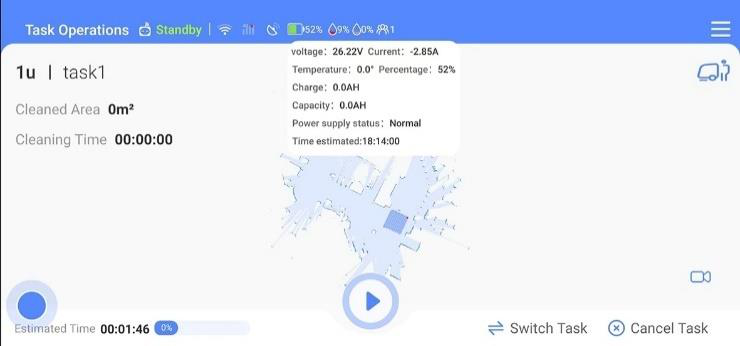 Task Operations Standby 52% 9% 0% 1
voltage: 26.22V Current: -2.85A
Temperature: 0.0° Percentage: 52%
Charge: 0.0AH
Capacity: 0.0AH
Power supply status: Normal
Time estimated:18:14:00
1u | task1
Cleaned Area 0m²
Cleaning Time 00:00:00
Estimated Time 00:01:46 0%
Switch Task Cancel Task